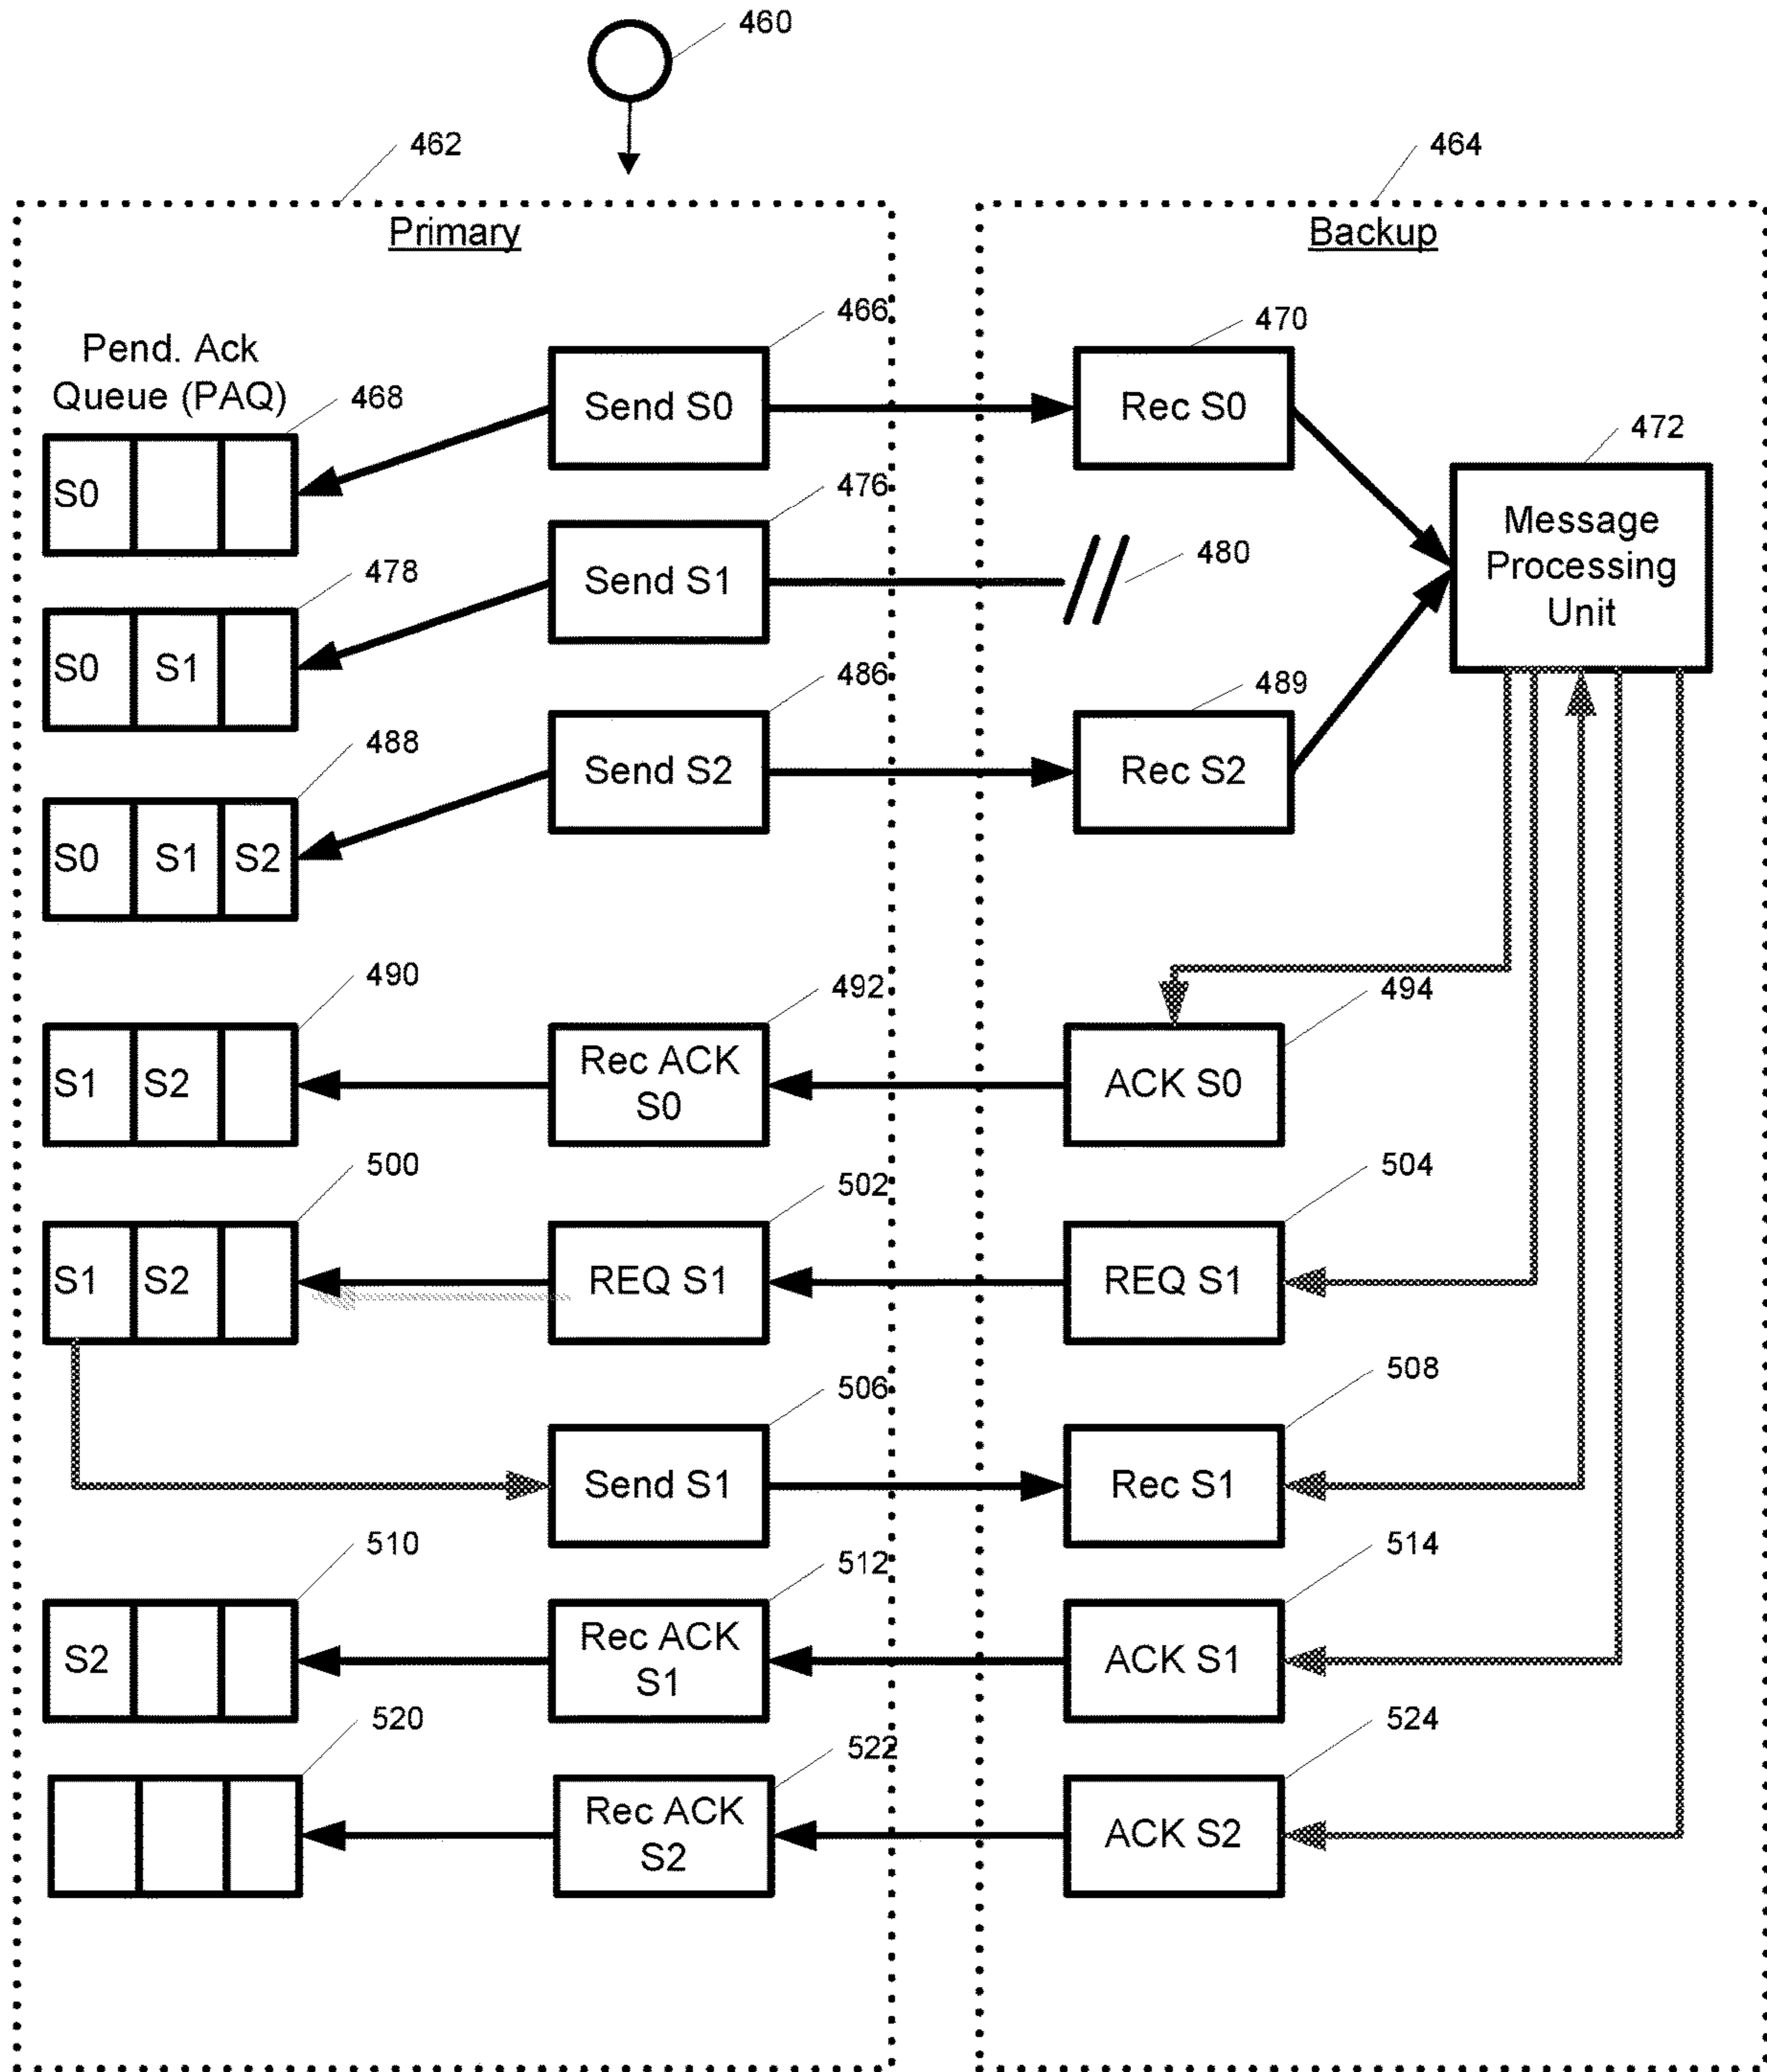 460
462
464
Primary
Backup
466
470
Pend. Ack
Queue (PAQ)
468
Send S0
Rec S0
472
S0
476
Message
Processing
Unit
478
Send S1
480
S0 S1
486
489
488
Send S2
Rec S2
S0 S1 S2
490
492
494
S1 S2
Rec ACK
S0
ACK S0
500
502
504
S1 S2
REQ S1
REQ S1
506
508
Send S1
Rec S1
510
512
514
S2
Rec ACK
S1
ACK S1
520
522
524
Rec ACK
S2
ACK S2